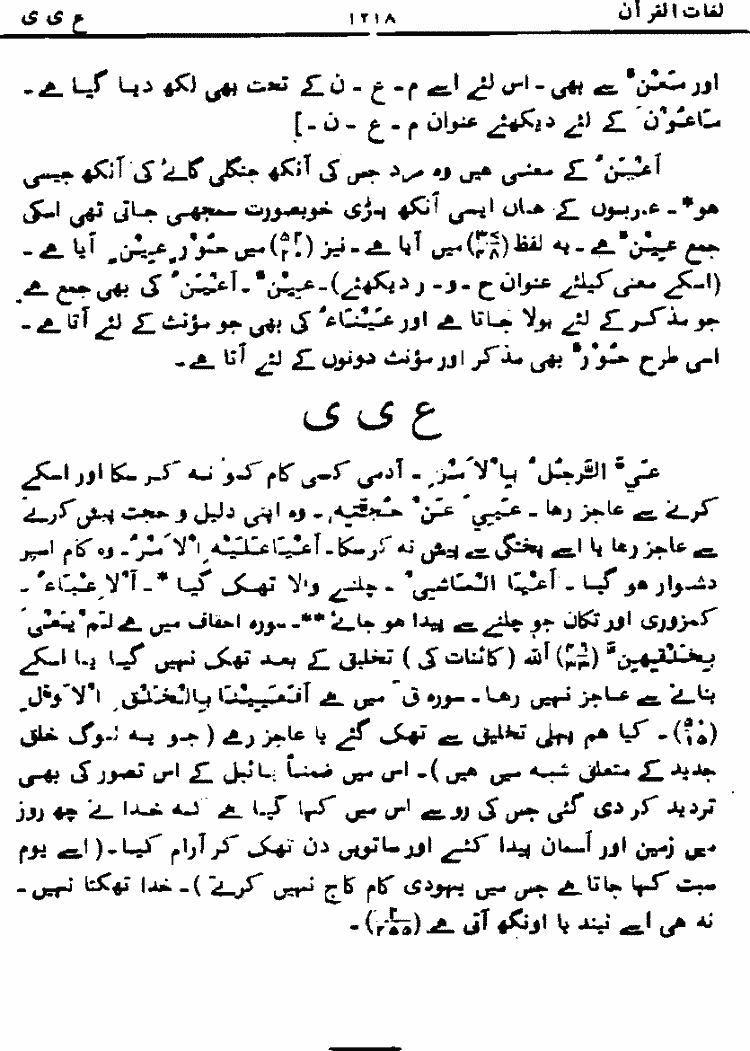 لغات القرآن ۱۲۱۸ ع ی ی
اور مَعْنٌ سے بھی ۔ اس لئے اسے م ۔ ع ۔ ن کے تحت بھی لکھ دیا گیا ہے ۔
مَاعُوْنَ کے لئے دیکھئے عنوان م ۔ ع ۔ ن ۔]
اَعْیَنُ کے معنی ہیں وہ مرد جس کی آنکھ جنگلی گائے کی آنکھ جیسی
ہو* ۔ عربوں کے ہاں ایسی آنکھ بڑی خوبصورت سمجھی جاتی تھی اسکی
جمع عِیْنٌ ہے ۔ یہ لفظ (۳۷/۴۸) میں آیا ہے ۔ نیز (۵۲/۲۰) میں حُوْرٍ عِیْنٍ آیا ہے ۔
(اسکے معنی کیلئے عنوان ح ۔ و ۔ ر دیکھئے) ۔ عِیْنٌ ۔ اَعْیَنُ کی بھی جمع ہے
جو مذکر کے لئے بولا جاتا ہے اور عَیْنَاءُ کی بھی جو مؤنث کے لئے آتا ہے ۔
اسی طرح حُوْرٌ بھی مذکر اور مؤنث دونوں کے لئے آتا ہے ۔
ع ی ی
عَیَّ الرَّجُلُ بِالْاَمْرِ ۔ آدمی کسی کام کو نہ کر سکا اور اسکے
کرنے سے عاجز رہا ۔ عَیِیَ عَنْ حُجَّتِہٖ ۔ وہ اپنی دلیل و حجت پیش کرنے
سے عاجز رہا یا اسے پختگی سے پیش نہ کر سکا ۔ اَعْیَا عَلَیْہِ الْاَمْرُ ۔ وہ کام اسپر
دشوار ہو گیا ۔ اَعْیَا الْمَاشِیْ ۔ چلنے والا تھک گیا * ۔ اَلْاِعْیَاءُ ۔
کمزوری اور تکان جو چلنے سے پیدا ہو جائے ** ۔ سورہ احقاف میں ہے لَمْ یَعْیَ
بِخَلْقِھِنَّ (۴۶/۳۳) اللہ (کائنات کی) تخلیق کے بعد تھک نہیں گیا یا اسکے
بنانے سے عاجز نہیں رہا ۔ سورہ قٓ میں ہے اَفَعَیِیْنَا بِالْخَلْقِ الْاَوَّلِ
(۵۰/۱۵) ۔ کیا ہم پہلی تخلیق سے تھک گئے یا عاجز رہے (جو یہ لوگ خلق
جدید کے متعلق شبہ میں ہیں) ۔ اس میں ضمناً بائبل کے اس تصور کی بھی
تردید کر دی گئی جس کی رو سے اس میں کہا گیا ہے کہ خدا نے چھ روز
میں زمین اور آسمان پیدا کئے اور ساتویں دن تھک کر آرام کیا ۔ (اسے یوم
سبت کہا جاتا ہے جس میں یہودی کام کاج نہیں کرتے) ۔ خدا تھکتا نہیں ۔
نہ ہی اسے نیند یا اونگھ آتی ہے (۲/۲۵۵) ۔